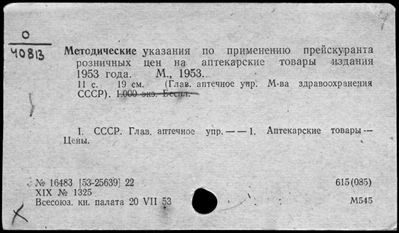 О
40813
Методические указания по применению прейскуранта
розничных цен на аптекарские товары издания
1953 года. М., 1953.
11 с. 19 см. (Глав. аптечное упр. М-ва здравоохранения
СССР). 1,000 экз. Беспл.
1. СССР. Глав. аптечное упр. — — 1. Аптекарские товары —
Цены.
№ 16483 [53-25639] 22 615(085)
XIX № 1325
Всесоюз. кн. палата 20 VII 53 М545